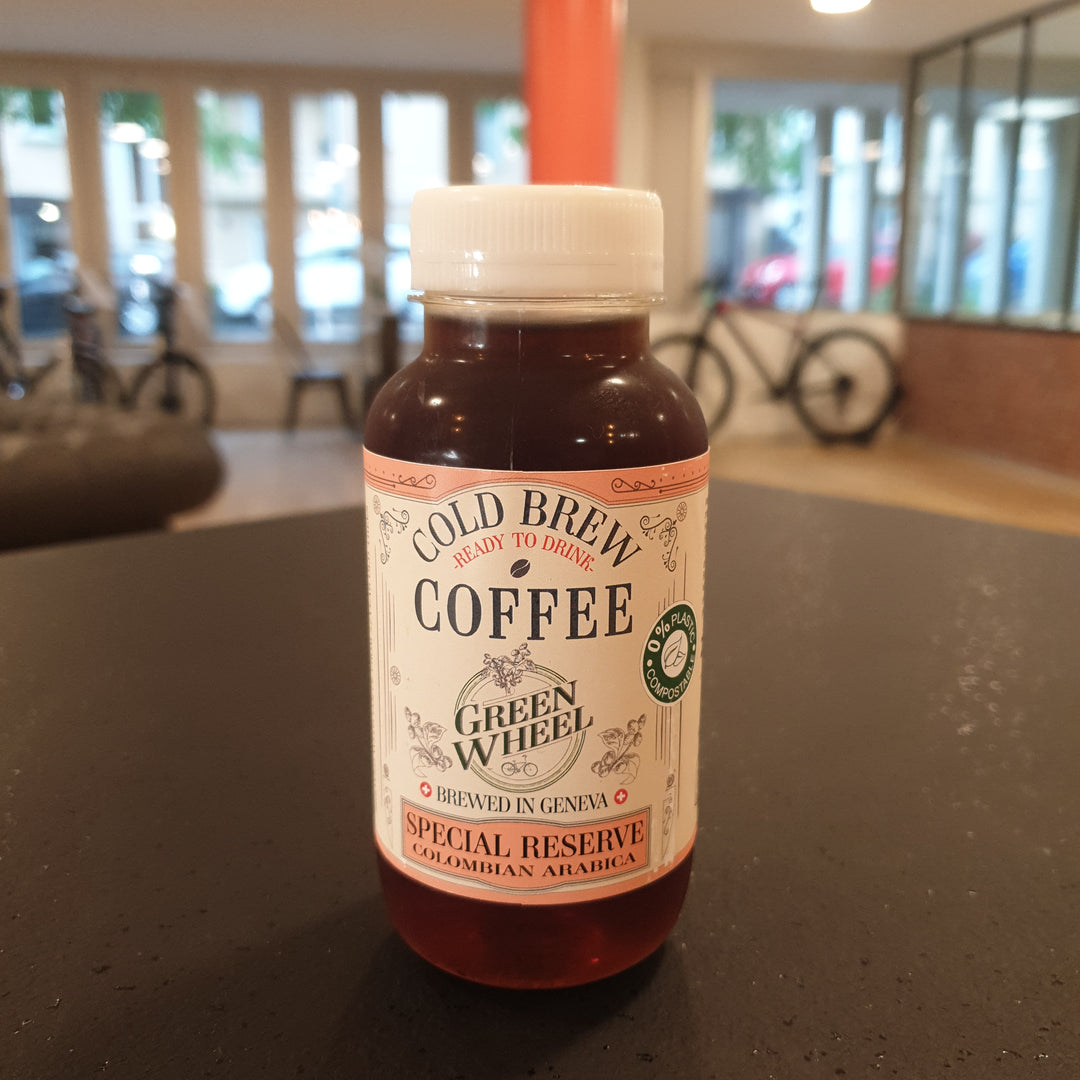 COLD BREW
-READY TO DRINK-
COFFEE
0% PLASTIC
• COMPOSTABLE •
GREEN
WHEEL
BREWED IN GENEVA
SPECIAL RESERVE
COLOMBIAN ARABICA